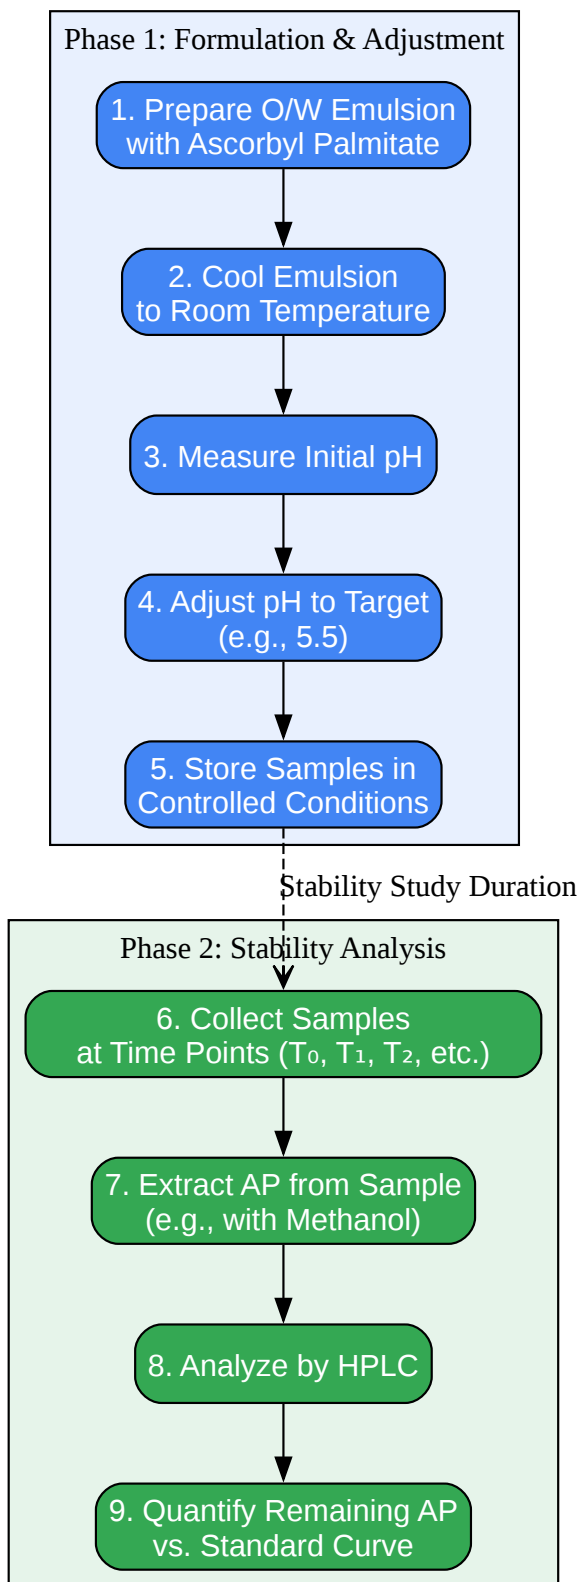 Phase 1: Formulation & Adjustment
1. Prepare O/W Emulsion
with Ascorbyl Palmitate
2. Cool Emulsion
to Room Temperature
3. Measure Initial pH
4. Adjust pH to Target
(e.g., 5.5)
5. Store Samples in
Controlled Conditions
Stability Study Duration
Phase 2: Stability Analysis
6. Collect Samples
at Time Points (T₀, T₁, T₂, etc.)
7. Extract AP from Sample
(e.g., with Methanol)
8. Analyze by HPLC
9. Quantify Remaining AP
vs. Standard Curve